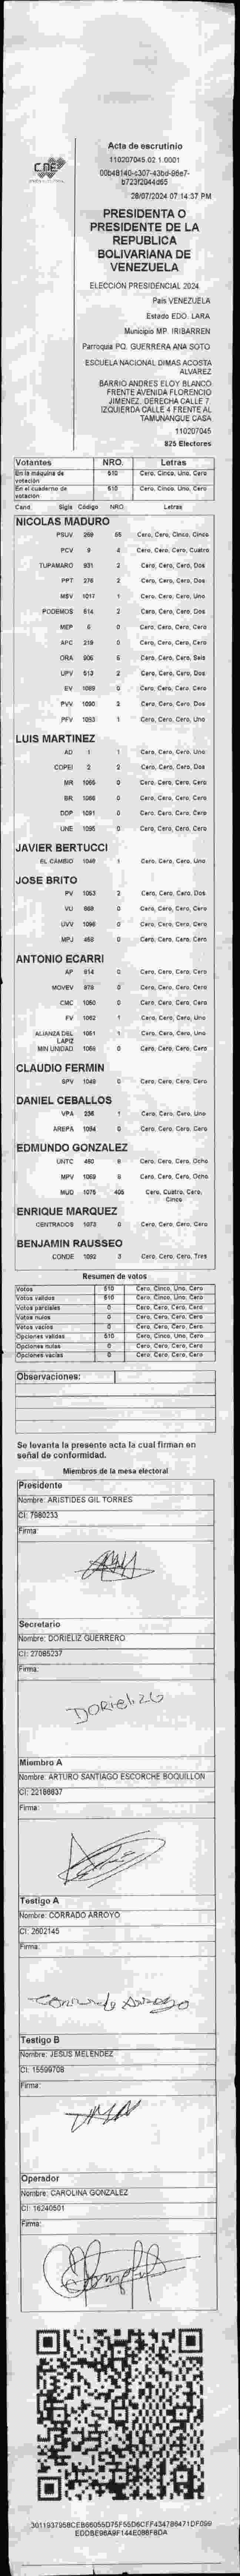 CNE
Acta de escrutinio
110207045.02.1.0001
00b48140-c307-43bd-96e7-
b723f2044d65
28/07/2024 07:14:37 PM
PRESIDENTA O
PRESIDENTE DE LA
REPUBLICA
BOLIVARIANA DE
VENEZUELA
ELECCION PRESIDENCIAL 2024
País VENEZUELA
Estado EDO. LARA
Municipio MP. IRIBARREN
Parroquia PQ. GUERRERA ANA SOTO
ESCUELA NACIONAL DIMAS ACOSTA
ALVAREZ
BARRIO ANDRES ELOY BLANCO
FRENTE AVENIDA FLORENCIO
JIMENEZ. DERECHA CALLE 7.
IZQUIERDA CALLE 4 FRENTE AL
TAMUNANGUE CASA
110207045
825 Electores
Votantes NRO. Letras
En la máquina de votación 510 Cero, Cinco, Uno, Cero
En el cuaderno de votación 510 Cero, Cinco, Uno, Cero
Cand Sigla Código NRO. Letras
NICOLAS MADURO
PSUV 269 55 Cero, Cero, Cinco, Cinco
PCV 9 4 Cero, Cero, Cero, Cuatro
TUPAMARO 931 2 Cero, Cero, Cero, Dos
PPT 276 2 Cero, Cero, Cero, Dos
MSV 1017 1 Cero, Cero, Cero, Uno
PODEMOS 614 2 Cero, Cero, Cero, Dos
MEP 6 0 Cero, Cero, Cero, Cero
APC 219 0 Cero, Cero, Cero, Cero
ORA 906 6 Cero, Cero, Cero, Seis
UPV 513 2 Cero, Cero, Cero, Dos
EV 1089 0 Cero, Cero, Cero, Cero
PVV 1090 2 Cero, Cero, Cero, Dos
PFV 1093 1 Cero, Cero, Cero, Uno
LUIS MARTINEZ
AD 1 1 Cero, Cero, Cero, Uno
COPEI 2 2 Cero, Cero, Cero, Dos
MR 1065 0 Cero, Cero, Cero, Cero
BR 1066 0 Cero, Cero, Cero, Cero
DDP 1091 0 Cero, Cero, Cero, Cero
UNE 1095 0 Cero, Cero, Cero, Cero
JAVIER BERTUCCI
EL CAMBIO 1049 1 Cero, Cero, Cero, Uno
JOSE BRITO
PV 1053 2 Cero, Cero, Cero, Dos
VU 869 0 Cero, Cero, Cero, Cero
UVV 1096 0 Cero, Cero, Cero, Cero
MPJ 458 0 Cero, Cero, Cero, Cero
ANTONIO ECARRI
AP 814 0 Cero, Cero, Cero, Cero
MOVEV 878 0 Cero, Cero, Cero, Cero
CMC 1050 0 Cero, Cero, Cero, Cero
FV 1062 1 Cero, Cero, Cero, Uno
ALIANZA DEL LAPIZ 1051 1 Cero, Cero, Cero, Uno
MIN UNIDAD 1056 0 Cero, Cero, Cero, Cero
CLAUDIO FERMIN
SPV 1048 0 Cero, Cero, Cero, Cero
DANIEL CEBALLOS
VPA 236 1 Cero, Cero, Cero, Uno
AREPA 1094 0 Cero, Cero, Cero, Cero
EDMUNDO GONZALEZ
UNTC 450 8 Cero, Cero, Cero, Ocho
MPV 1069 8 Cero, Cero, Cero, Ocho
MUD 1075 405 Cero, Cuatro, Cero, Cinco
ENRIQUE MARQUEZ
CENTRADOS 1073 0 Cero, Cero, Cero, Cero
BENJAMIN RAUSSEO
CONDE 1092 3 Cero, Cero, Cero, Tres
Resumen de votos
Votos 510 Cero, Cinco, Uno, Cero
Votos validos 510 Cero, Cinco, Uno, Cero
Votos parciales 0 Cero, Cero, Cero, Cero
Votos nulos 0 Cero, Cero, Cero, Cero
Votos vacios 0 Cero, Cero, Cero, Cero
Opciones validas 510 Cero, Cinco, Uno, Cero
Opciones nulas 0 Cero, Cero, Cero, Cero
Opciones vacias 0 Cero, Cero, Cero, Cero
Observaciones:
Se levanta la presente acta la cual firman en
señal de conformidad.
Miembros de la mesa electoral
Presidente
Nombre: ARISTIDES GIL TORRES
CI: 7980233
Firma:
Secretario
Nombre: DORIELIZ GUERRERO
CI: 27085237
Firma:
DORieliz G
Miembro A
Nombre: ARTURO SANTIAGO ESCORCHE BOQUILLON
CI: 22186637
Firma:
Testigo A
Nombre: CORRADO ARROYO
CI: 2602145
Firma:
Testigo B
Nombre: JESUS MELENDEZ
CI: 15599708
Firma:
Operador
Nombre: CAROLINA GONZALEZ
CI: 16240501
Firma: